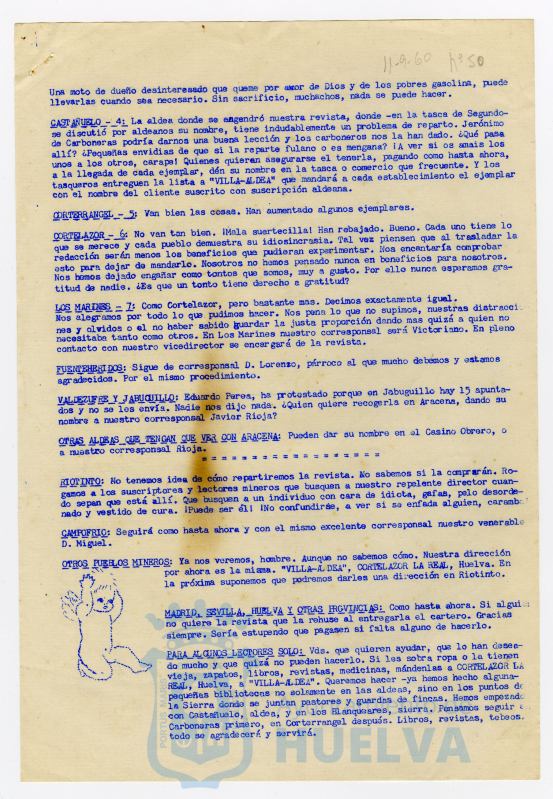 11-9-60 Nº 50
Una moto de dueño desinteresado que queme por amor de Dios y de los pobres gasolina, puede
llevarlas cuando sea necesario. Sin sacrificio, muchachos, nada se puede hacer.
CASTAÑUELO - 4: La aldea donde se engendró nuestra revista, donde -en la tasca de Segundo-
se discutió por aldeanos su nombre, tiene indudablemente un problema de reparto. Jerónimo
de Carboneras podría darnos una buena lección y los carboneros nos la han dado. ¿Qué pasa
allí? ¿Pequeñas envidias de que si la reparte fulano o es mengana? ¡A ver si os amais los
unos a los otros, carape! Quienes quieran asegurarse el tenerla, pagando como hasta ahora,
a la llegada de cada ejemplar, dén su nombre en la tasca o comercio que frecuente. Y los
tasqueros entreguen la lista a "VILLA-ALDEA" que mandará a cada establecimiento el ejemplar
con el nombre del cliente suscrito con suscripción aldeana.
CORTERRANGEL - 5: Van bien las cosas. Han aumentado algunos ejemplares.
CORTELAZOR - 6: No van tan bien. ¡Mala suertecilla! Han rebajado. Bueno. Cada uno tiene lo
que se merece y cada pueblo demuestra su idiosincrasia. Tal vez piensen que al trasladar la
redacción serán menos los beneficios que pudieran experimentar. Nos encantaría comprobar
esto para dejar de mandarlo. Nosotros no hemos pensado nunca en beneficios para nosotros.
Nos hemos dejado engañar como tontos que somos, muy a gusto. Por ello nunca esperamos gra-
titud de nadie. ¿Es que un tonto tiene derecho a gratitud?
LOS MARINES - 7: Como Cortelazor, pero bastante mas. Decimos exactamente igual.
Nos alegramos por todo lo que pudimos hacer. Nos pena lo que no supimos, nuestras distraccio
nes y olvidos o el no haber sabido guardar la justa proporción dando mas quizá a quien no
necesitaba tanto como otros. En Los Marines nuestro corresponsal será Victoriano. En pleno
contacto con nuestro vicedirector se encargará de la revista.
FUENTEHERIDOS: Sigue de corresponsal D. Lorenzo, párroco al que mucho debemos y estamos
agradecidos. Por el mismo procedimiento.
VALDEZUFRE Y JABUGUILLO: Eduardo Perea, ha protestado porque en Jabuguillo hay 15 apunta-
dos y no se les envía. Nadie nos dijo nada. ¿Quien quiere recogerla en Aracena, dando su
nombre a nuestro corresponsal Javier Rioja?
OTRAS ALDEAS QUE TENGAN QUE VER CON ARACENA: Pueden dar su nombre en el Casino Obrero, o
a nuestro corresponsal Rioja.
= = = = = = = = = = = = = = = =
RIOTINTO: No tenemos idea de cómo repartiremos la revista. No sabemos si la comprarán. Ro-
gamos a los suscriptores y lectores mineros que busquen a nuestro repelente director cuan-
do sepan que está allí. Que busquen a un individuo con cara de idiota, gafas, pelo desorde-
nado y vestido de cura. ¡Puede ser él! ¡No confundirse, a ver si se enfada alguien, caramba
CAMPOFRIO: Seguirá como hasta ahora y con el mismo excelente corresponsal nuestro venerable
D. Miguel.
OTROS PUEBLOS MINEROS: Ya nos veremos, hombre. Aunque no sabemos cómo. Nuestra dirección
por ahora es la misma. "VILLA-ALDEA", CORTELAZOR LA REAL, Huelva. En
la próxima suponemos que podremos darles una dirección en Riotinto.
MADRID, SEVILLA, HUELVA Y OTRAS PROVINCIAS: Como hasta ahora. Si alguien
no quiere la revista que la rehuse al entregarla el cartero. Gracias
siempre. Sería estupendo que pagasen si falta alguno de hacerlo.
PARA ALGUNOS LECTORES SOLO: Vds. que quieren ayudar, que lo han desea-
do mucho y que quizá no pueden hacerlo. Si les sobra ropa o la tienen
vieja, zapatos, libros, revistas, medicinas, mándenlas a CORTELAZOR LA
REAL, Huelva, a "VILLA-ALDEA". Queremos hacer -ya hemos hecho alguna-
pequeñas bibliotecas no solamente en las aldeas, sino en los puntos de
la Sierra donde se juntan pastores y guardas de fincas. Hemos empezado
con Castañuelo, aldea, y en los Blanqueares, sierra. Pensamos seguir a
Carboneras primero, en Corterrangel después. Libros, revistas, tebeos.
todo se agradecerá y servirá.
PORTUS MARIS
HUELVA